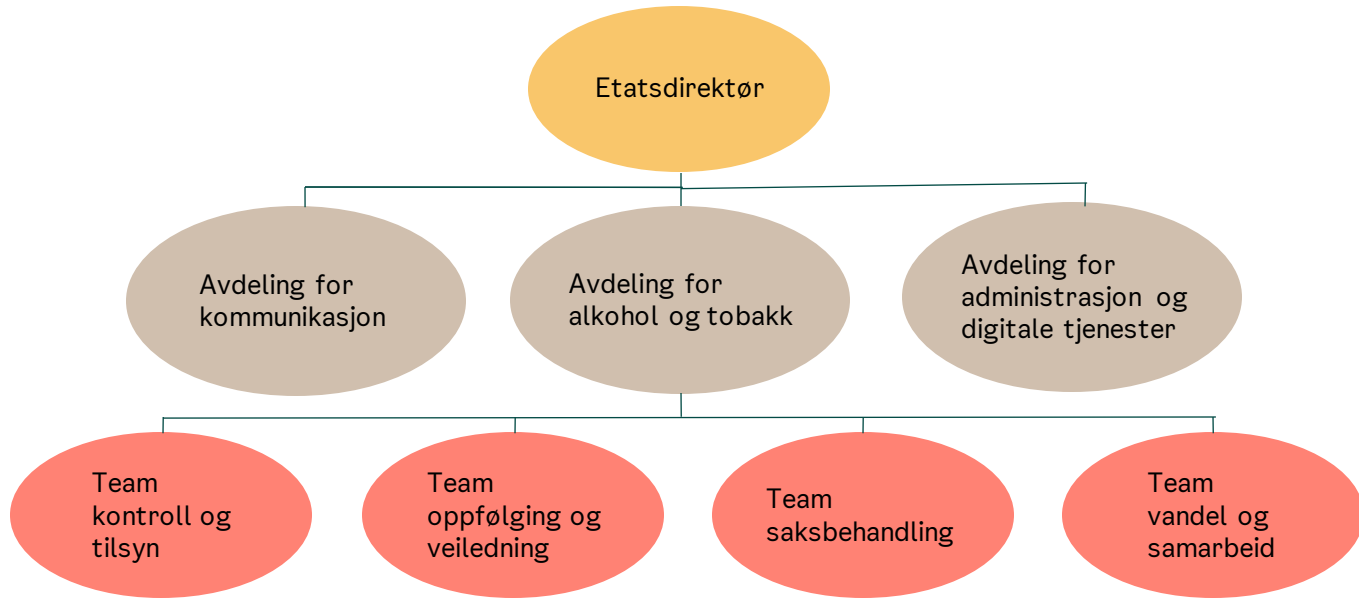 Etatsdirektør
Avdeling for
kommunikasjon
Avdeling for
alkohol og tobakk
Avdeling for
administrasjon og
digitale tjenester
Team
kontroll og
tilsyn
Team
oppfølging og
veiledning
Team
saksbehandling
Team
vandel og
samarbeid